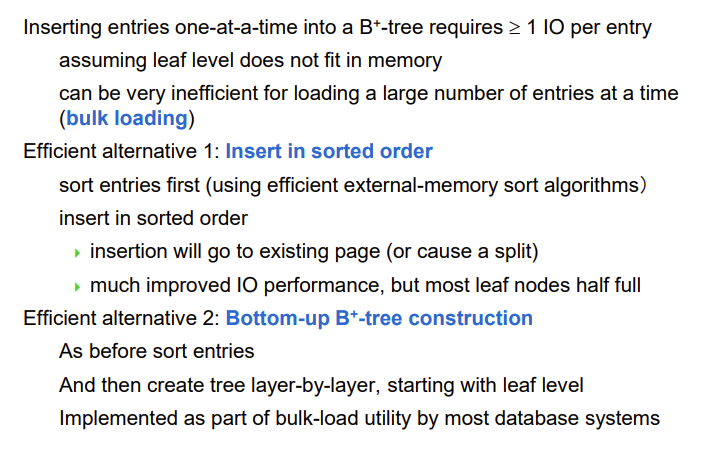 Inserting entries one-at-a-time into a B⁺-tree requires ≥ 1 IO per entry
assuming leaf level does not fit in memory
can be very inefficient for loading a large number of entries at a time
(bulk loading)
Efficient alternative 1: Insert in sorted order
sort entries first (using efficient external-memory sort algorithms）
insert in sorted order
insertion will go to existing page (or cause a split)
much improved IO performance, but most leaf nodes half full
Efficient alternative 2: Bottom-up B⁺-tree construction
As before sort entries
And then create tree layer-by-layer, starting with leaf level
Implemented as part of bulk-load utility by most database systems